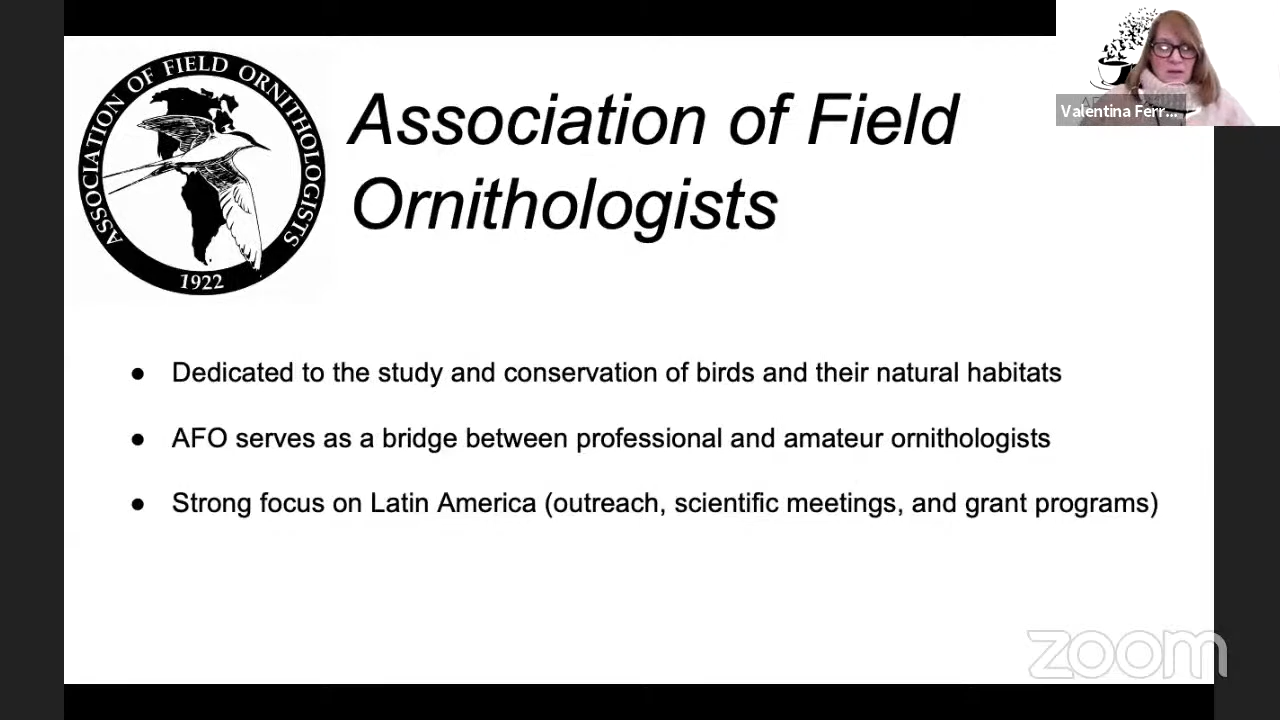 ASSOCIATION OF FIELD ORNITHOLOGISTS
1922
Association of Field
Ornithologists
Valentina Ferr...
● Dedicated to the study and conservation of birds and their natural habitats
● AFO serves as a bridge between professional and amateur ornithologists
● Strong focus on Latin America (outreach, scientific meetings, and grant programs)
zoom